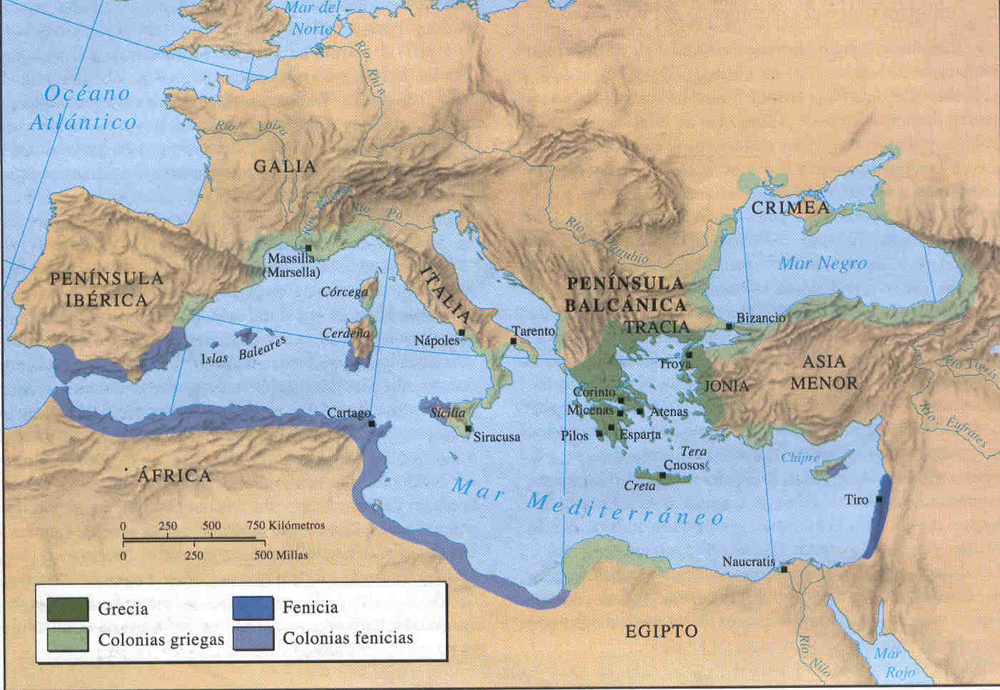 Mar del
Norte
Río Rhin
Océano
Atlántico
Río Loira
GALIA
Río Ródano
Río Po
CRIMEA
Río Danubio
Mar Negro
Massilia
(Marsella)
PENÍNSULA
IBÉRICA
ITALIA
Córcega
PENÍNSULA
BALCÁNICA
TRACIA
Bizancio
Cerdeña
Nápoles
Tarento
Islas Baleares
Troya
ASIA
MENOR
Río Tigris
JONIA
Corinto
Micenas
Atenas
Cartago
Sicilia
Siracusa
Pilos
Esparta
Río Éufrates
Tera
Cnosos
Creta
Chipre
ÁFRICA
Mar Mediterráneo
Tiro
0 250 500 750 Kilómetros
0 250 500 Millas
Naucratis
Grecia
Fenicia
Colonias griegas
Colonias fenicias
EGIPTO
Río Nilo
Mar
Rojo